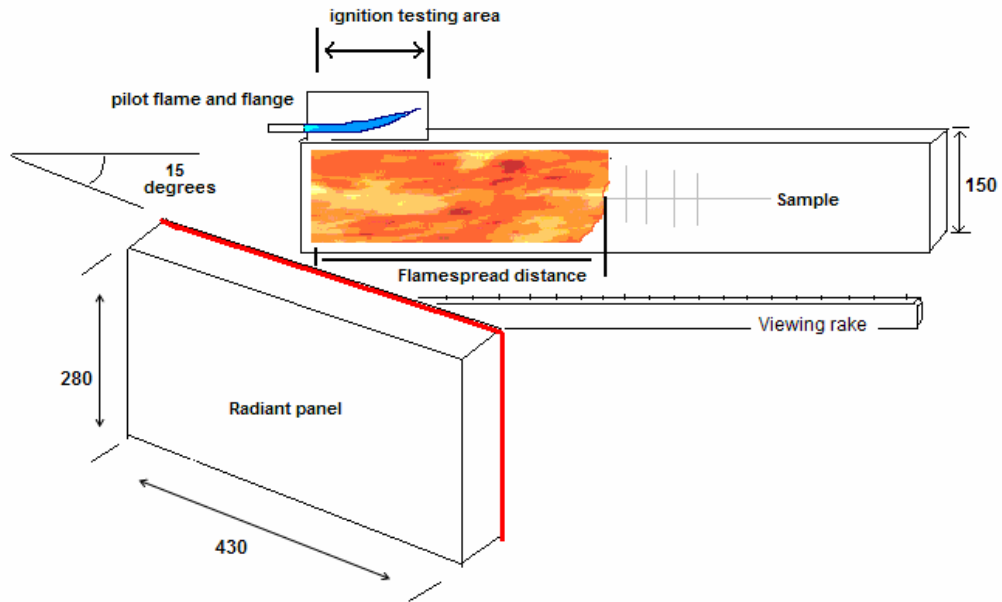 ignition testing area
pilot flame and flange
15
degrees
150
Sample
Flamespread distance
Viewing rake
280
Radiant panel
430